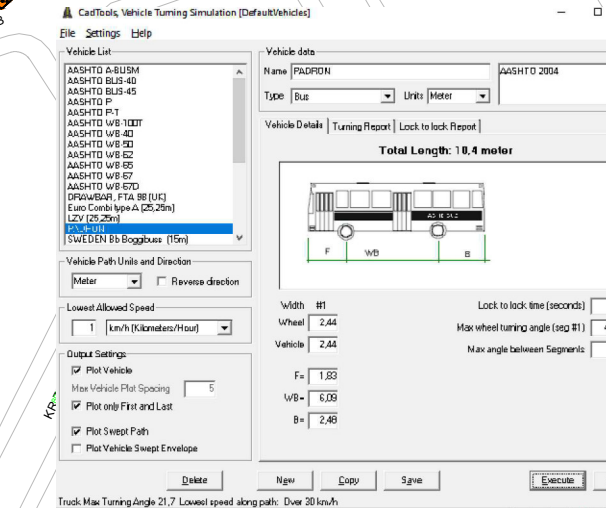 CadTools, Vehicle Turning Simulation [DefaultVehicles]
File Settings Help
Vehicle List
AASHTO A-BUSM
AASHTO BUS-40
AASHTO BUS-45
AASHTO P
AASHTO P-T
AASHTO WB-100T
AASHTO WB-40
AASHTO WB-50
AASHTO WB-62
AASHTO WB-65
AASHTO WB-67
AASHTO WB-67D
DRAWBAR, FTA 98 (UK)
Euro Combi type A (25,25m)
LZV (25,25m)
PADRON
SWEDEN Bb Boggibuss (15m)
Vehicle Path Units and Direction
Meter Reverse direction
Lowest Allowed Speed
1 km/h (Kilometers/Hour)
Output Settings
Plot Vehicle
Max Vehicle Plot Spacing 5
Plot only First and Last
Plot Swept Path
Plot Vehicle Swept Envelope
Vehicle data
Name PADRON AASHTO 2004
Type Bus Units Meter
Vehicle Details Turning Report Lock to lock Report
Total Length: 10,4 meter
F WB B
Width #1
Wheel 2,44
Vehicle 2,44
F= 1,83
WB= 6,09
B= 2,48
Lock to lock time (seconds)
Max wheel turning angle (seg #1) 4
Max angle between Segments
Delete New Copy Save Execute
Truck Max Turning Angle 21,7 Lowest speed along path: Over 30 km/h
KR